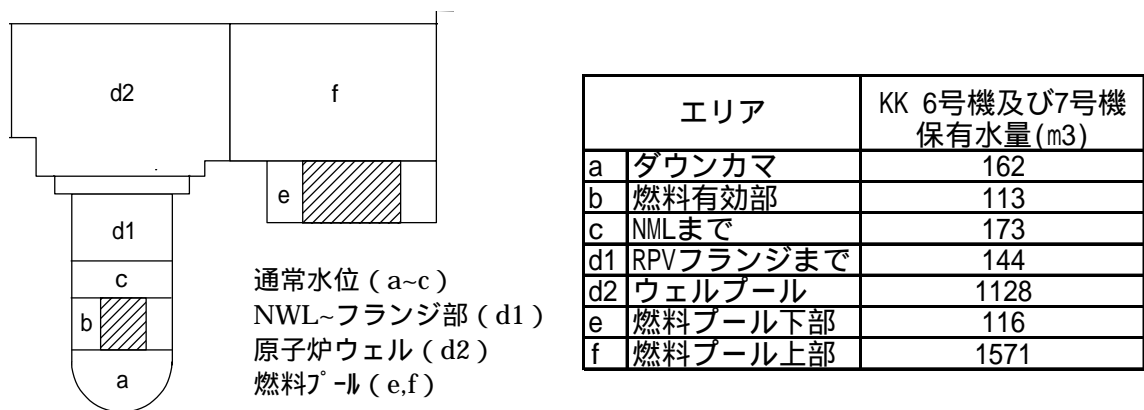 d2
f
e
d1
c
b
a
通常水位 ( a~c )
NWL~フランジ部 ( d1 )
原子炉ウェル ( d2 )
燃料ﾌﾟｰﾙ ( e,f )
エリア KK 6号機及び7号機
保有水量(m3)
a ダウンカマ 162
b 燃料有効部 113
c NMLまで 173
d1 RPVフランジまで 144
d2 ウェルプール 1128
e 燃料プール下部 116
f 燃料プール上部 1571